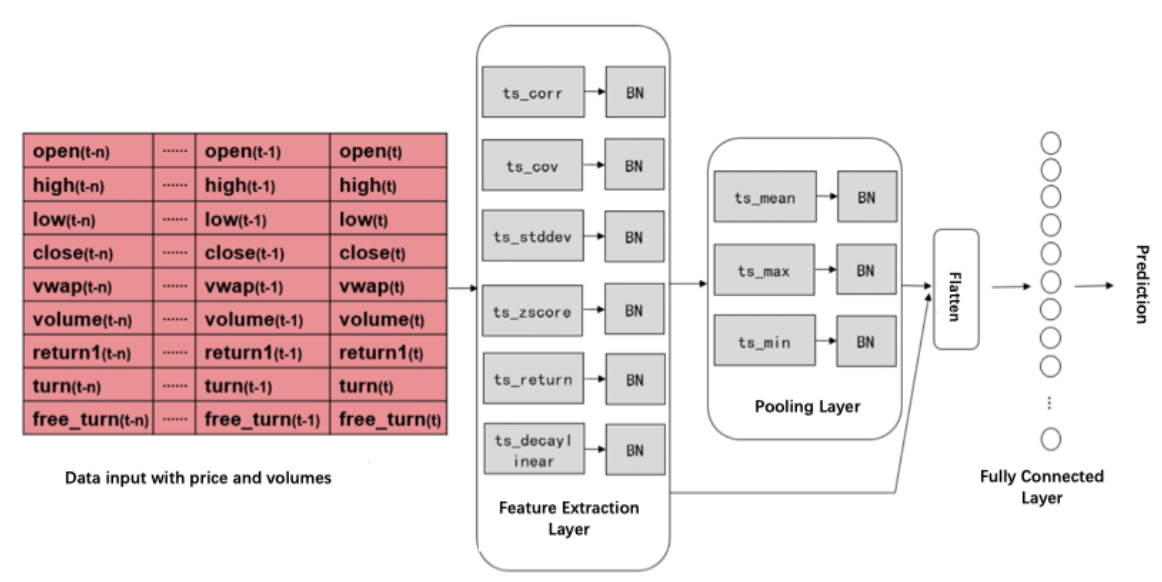 open(t-n) ...... open(t-1) open(t)
high(t-n) ...... high(t-1) high(t)
low(t-n) ...... low(t-1) low(t)
close(t-n) ...... close(t-1) close(t)
vwap(t-n) ...... vwap(t-1) vwap(t)
volume(t-n) ...... volume(t-1) volume(t)
return1(t-n) ...... return1(t-1) return1(t)
turn(t-n) ...... turn(t-1) turn(t)
free_turn(t-n) ...... free_turn(t-1) free_turn(t)
Data input with price and volumes
ts_corr BN
ts_cov BN
ts_stddev BN
ts_zscore BN
ts_return BN
ts_decayl
inear
BN
Feature Extraction
Layer
ts_mean BN
ts_max BN
ts_min BN
Pooling Layer
Flatten
...
Fully Connected
Layer
Prediction